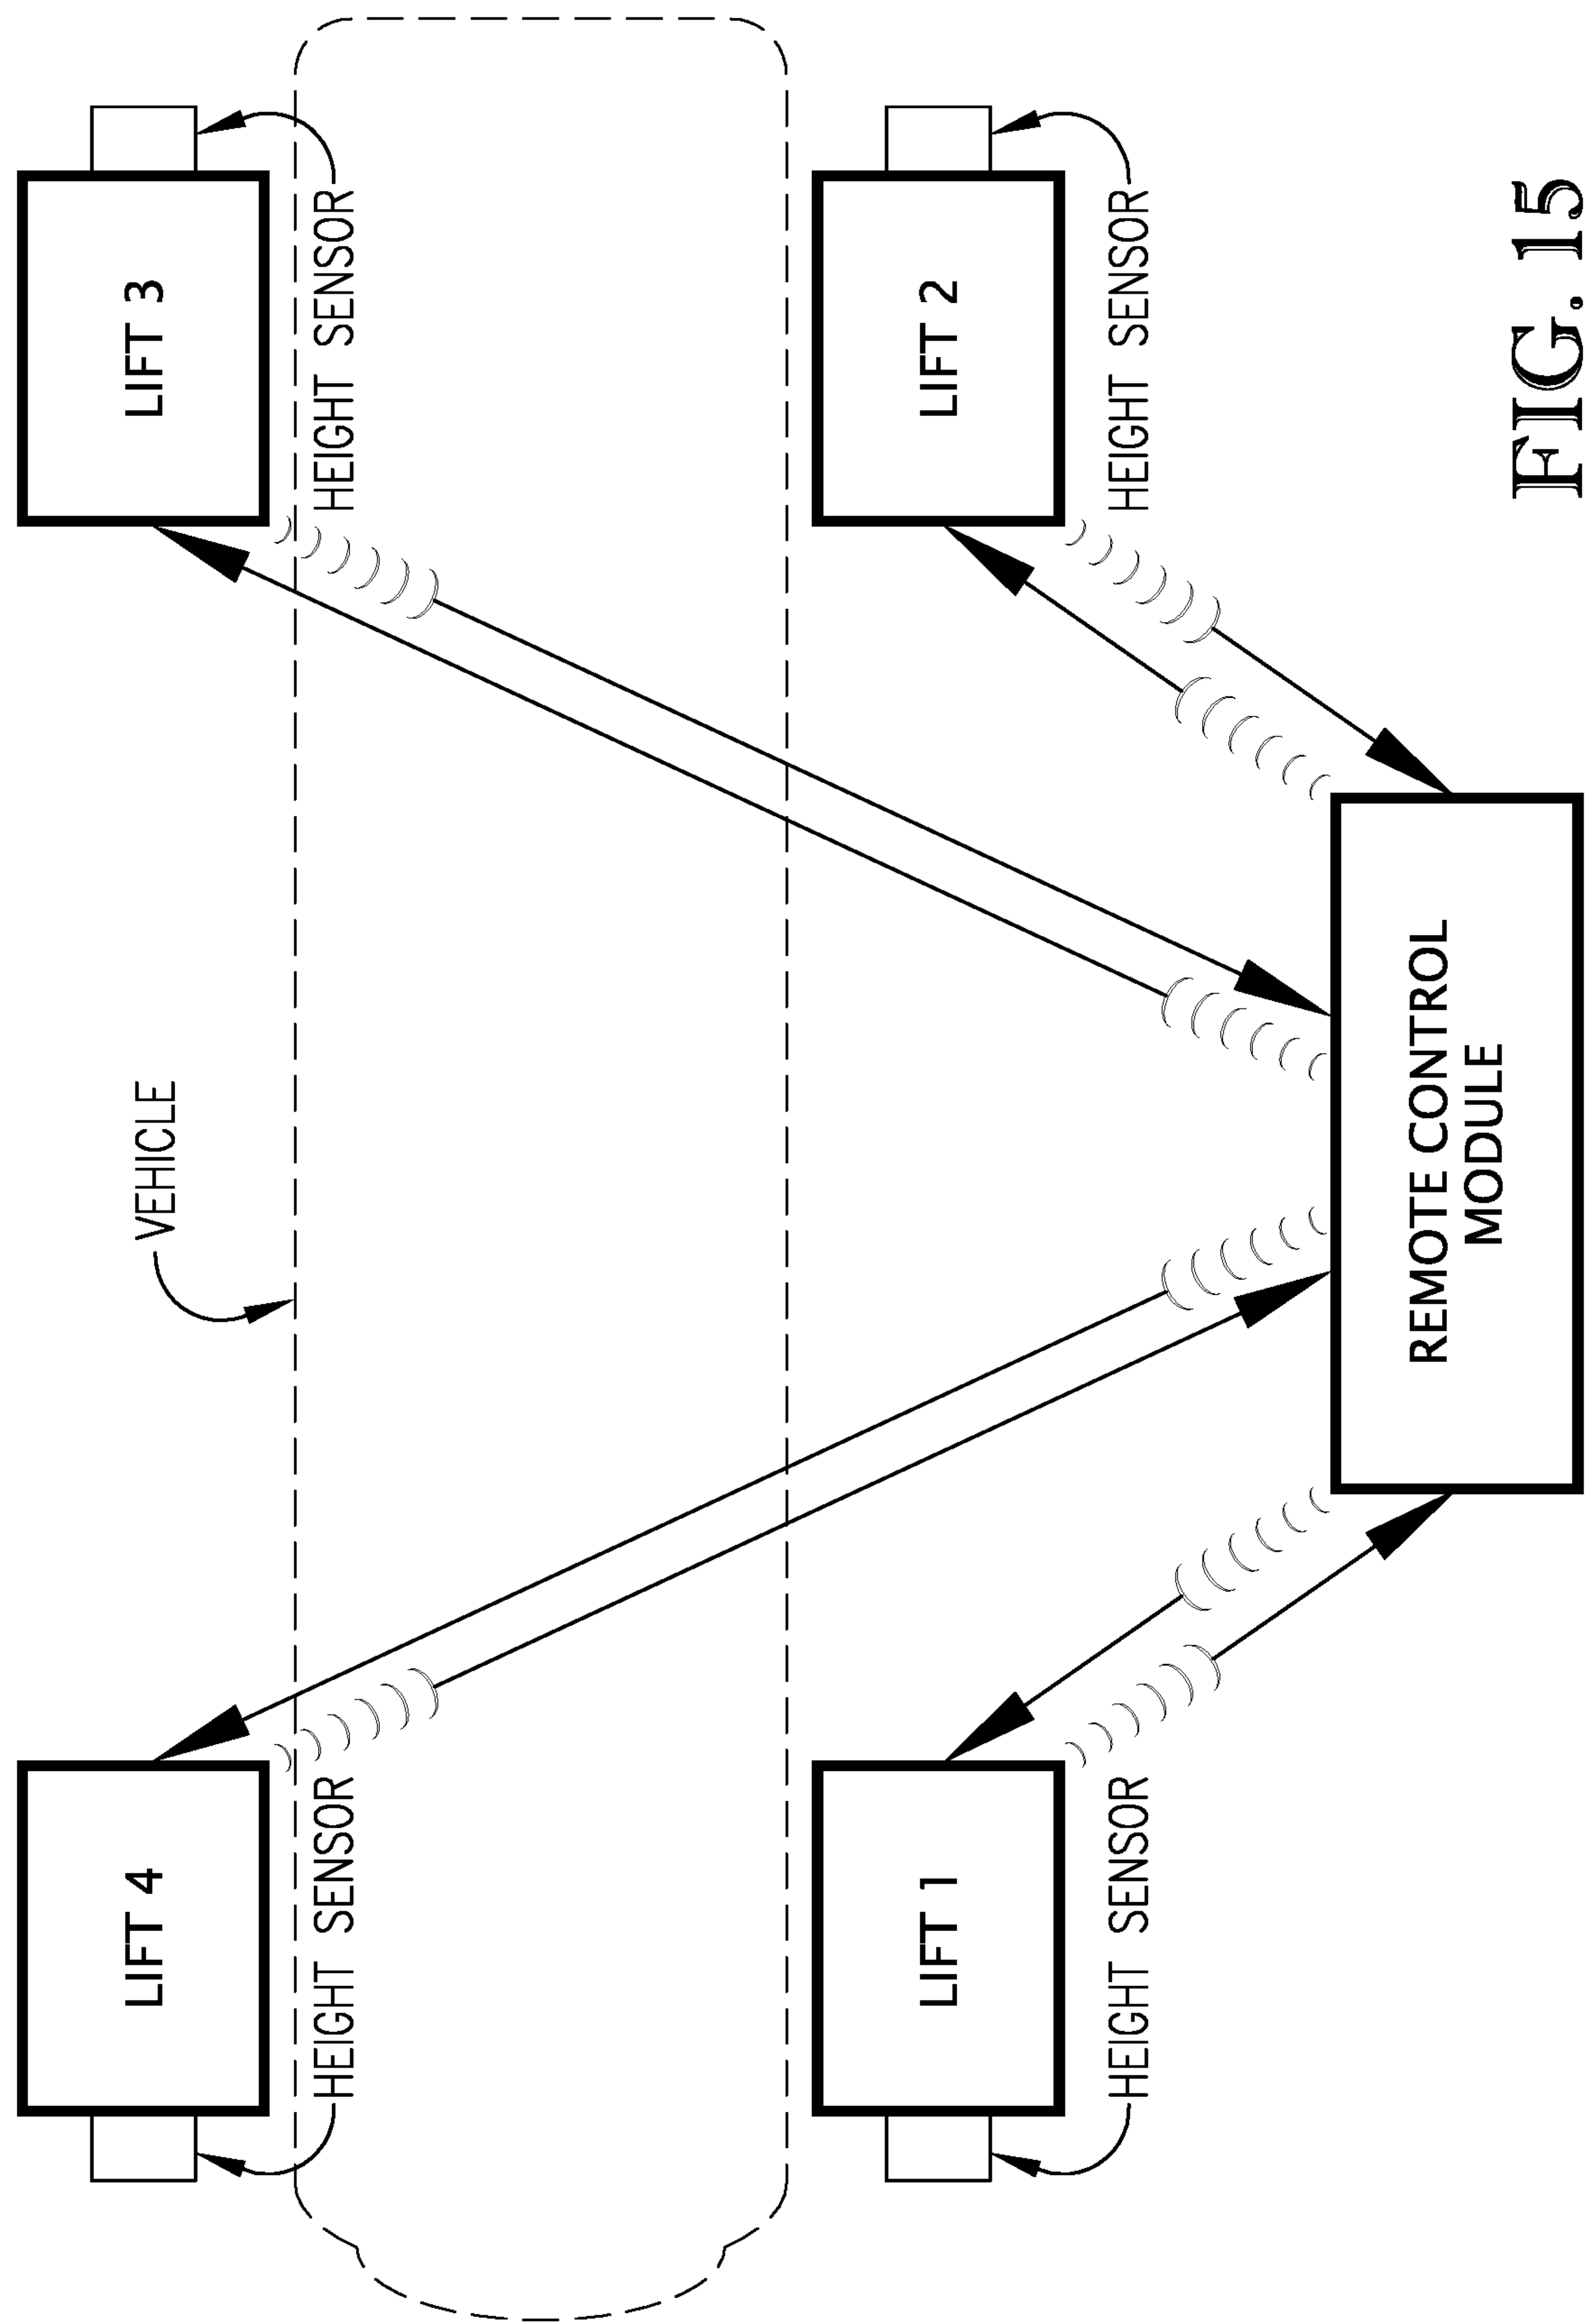 VEHICLE
LIFT 4
LIFT 3
HEIGHT SENSOR
HEIGHT SENSOR
LIFT 1
LIFT 2
HEIGHT SENSOR
HEIGHT SENSOR
REMOTE CONTROL
MODULE
FIG. 15